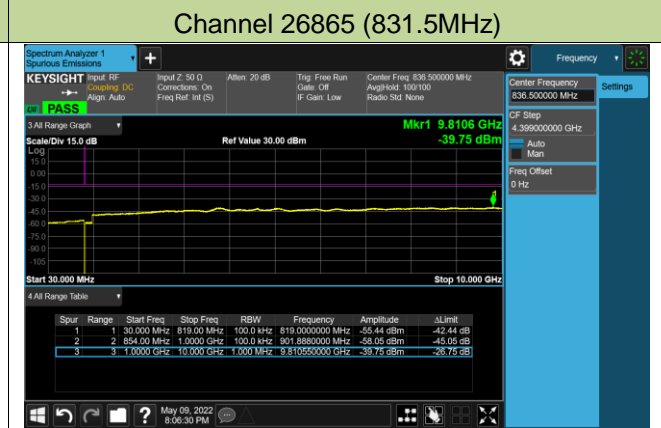 Channel 26865 (831.5MHz)
Spectrum Analyzer 1
Spurious Emissions
Frequency
KEYSIGHT Input: RF Input Z: 50 Ω Atten: 20 dB Trig: Free Run Center Freq: 836.500000 MHz
Coupling: DC Corrections: On Gate: Off Avg|Hold: 100/100
Align: Auto Freq Ref: Int (S) IF Gain: Low Radio Std: None
PASS
Center Frequency
836.500000 MHz
Settings
CF Step
4.399000000 GHz
Auto
Man
Freq Offset
0 Hz
3 All Range Graph
Mkr1 9.8106 GHz
Scale/Div 15.0 dB Ref Value 30.00 dBm -39.75 dBm
Log
15.0
0.00
-15.0
-30.0
-45.0
-60.0
-75.0
-90.0
-105
Start 30.000 MHz Stop 10.000 GHz
4 All Range Table
Spur Range Start Freq Stop Freq RBW Frequency Amplitude ΔLimit
1 1 30.000 MHz 819.00 MHz 100.0 kHz 819.0000000 MHz -55.44 dBm -42.44 dB
2 2 854.00 MHz 1.0000 GHz 100.0 kHz 901.8880000 MHz -58.05 dBm -45.05 dB
3 3 1.0000 GHz 10.000 GHz 1.000 MHz 9.810550000 GHz -39.75 dBm -26.75 dB
May 09, 2022
8:06:30 PM